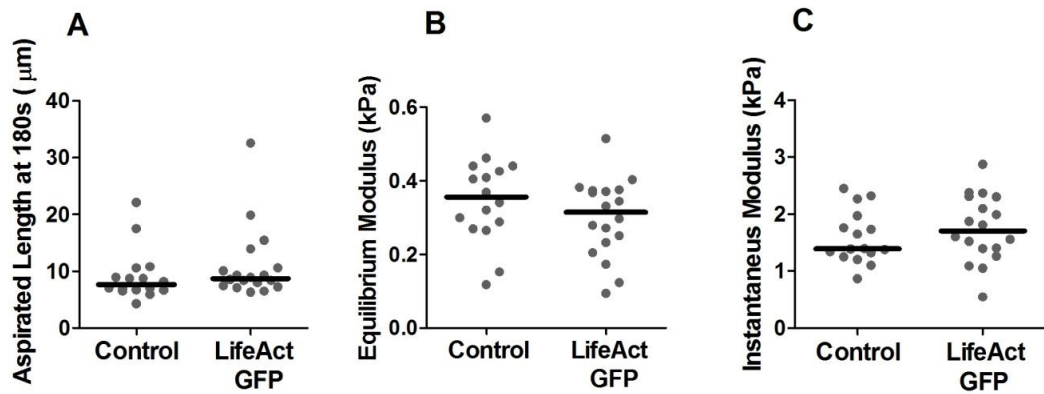 A
Aspirated Length at 180s ( μm)
40
30
20
10
0
Control
LifeAct
GFP
B
Equilibrium Modulus (kPa)
0.6
0.4
0.2
0.0
Control
LifeAct
GFP
C
Instantaneus Modulus (kPa)
4
3
2
1
0
Control
LifeAct
GFP